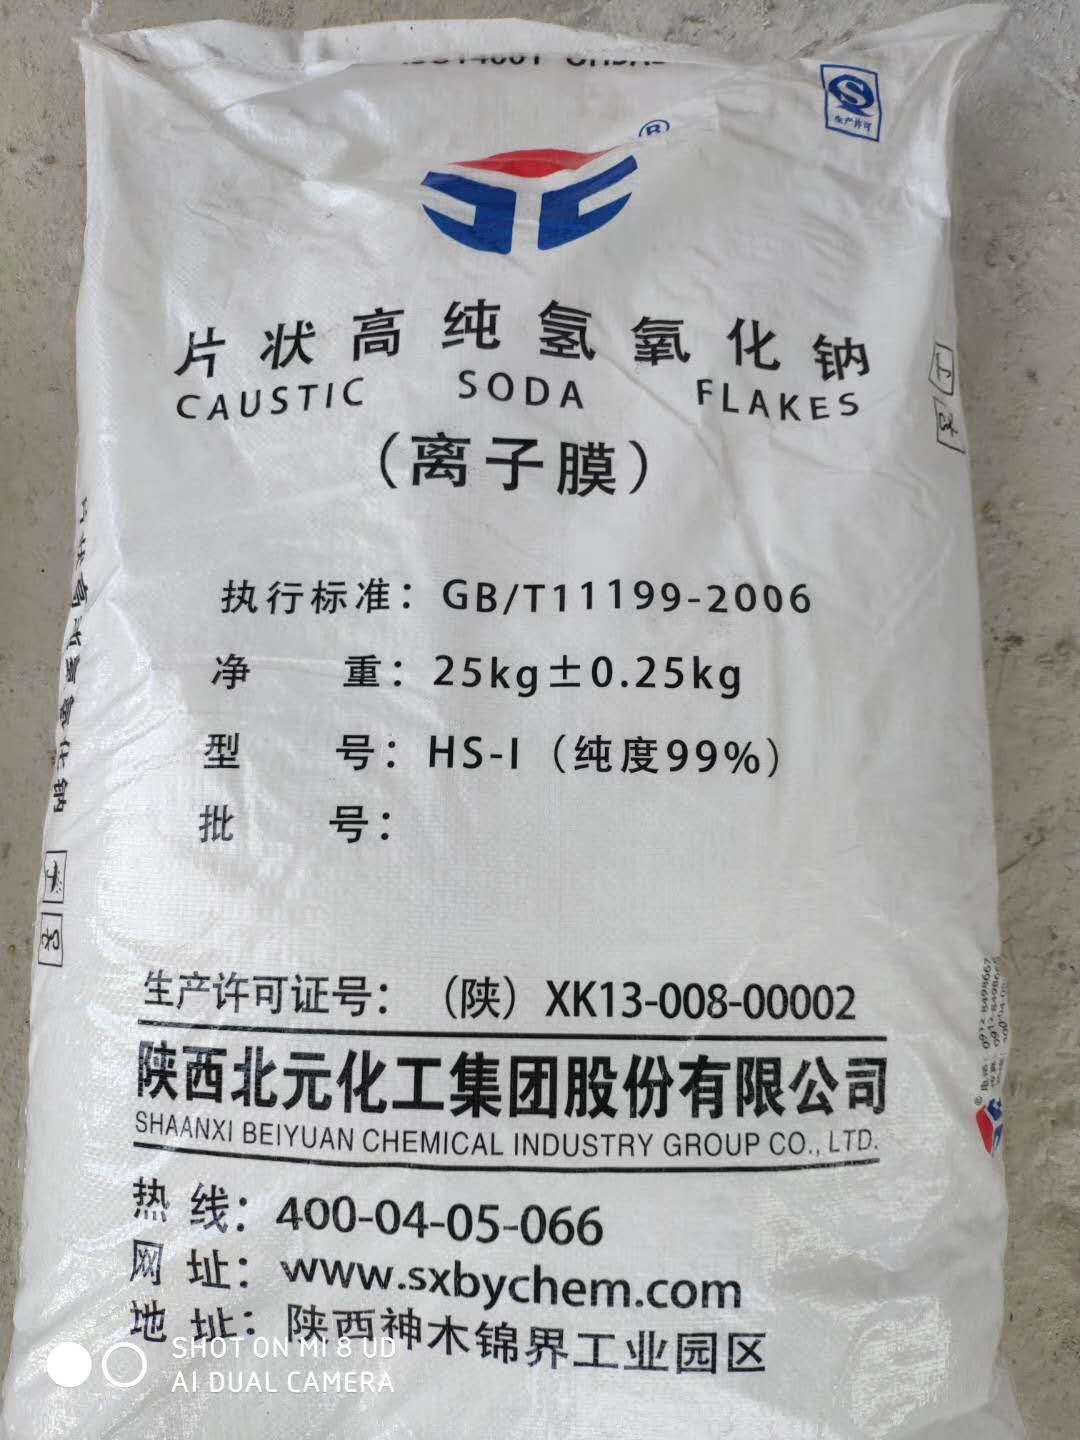 ®
生产许可
片状高纯氢氧化钠
CAUSTIC SODA FLAKES
（离子膜）
执行标准：GB/T11199-2006
净 重：25kg±0.25kg
型 号：HS-I（纯度99%）
批 号：
生产许可证号：（陕）XK13-008-00002
陕西北元化工集团股份有限公司
SHAANXI BEIYUAN CHEMICAL INDUSTRY GROUP CO., LTD.
热 线：400-04-05-066
网 址：www.sxbychem.com
地 址：陕西神木锦界工业园区
SHOT ON MI 8 UD
AI DUAL CAMERA